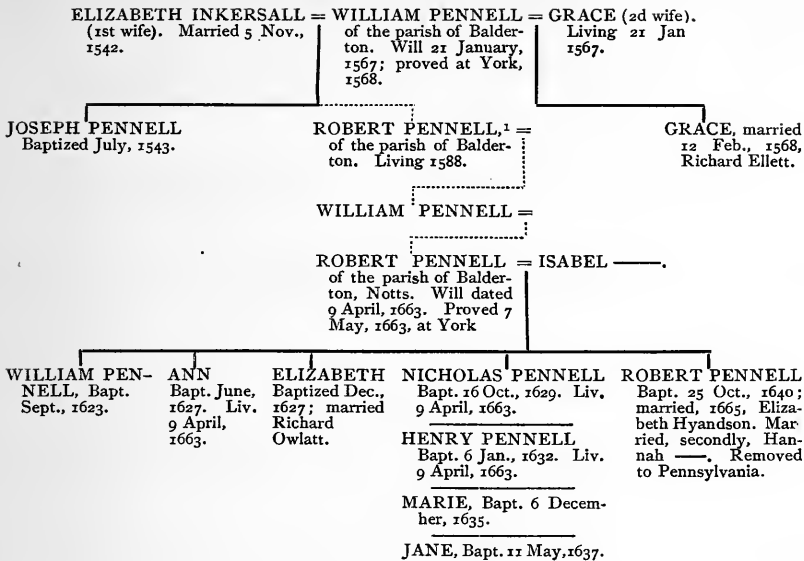 ELIZABETH INKERSALL = WILLIAM PENNELL = GRACE (2d wife).
(1st wife). Married 5 Nov., 1542.
of the parish of Balder-
ton. Will 21 January,
1567; proved at York,
1568.
Living 21 Jan
1567.
JOSEPH PENNELL
Baptized July, 1543.
ROBERT PENNELL,¹ =
of the parish of Balder-
ton. Living 1588.
GRACE, married
12 Feb., 1568,
Richard Ellett.
WILLIAM PENNELL =
ROBERT PENNELL = ISABEL ——.
of the parish of Balder-
ton, Notts. Will dated
9 April, 1663. Proved 7
May, 1663, at York
WILLIAM PEN-
NELL, Bapt.
Sept., 1623.
ANN
Bapt. June,
1627. Liv.
9 April,
1663.
ELIZABETH
Baptized Dec.,
1627; married
Richard
Owlatt.
NICHOLAS PENNELL
Bapt. 16 Oct., 1629. Liv.
9 April, 1663.
HENRY PENNELL
Bapt. 6 Jan., 1632. Liv.
9 April, 1663.
MARIE, Bapt. 6 Decem-
ber, 1635.
JANE, Bapt. 11 May, 1637.
ROBERT PENNELL
Bapt. 25 Oct., 1640;
married, 1665, Eliza-
beth Hyandson. Mar-
ried, secondly, Han-
nah ——. Removed
to Pennsylvania.